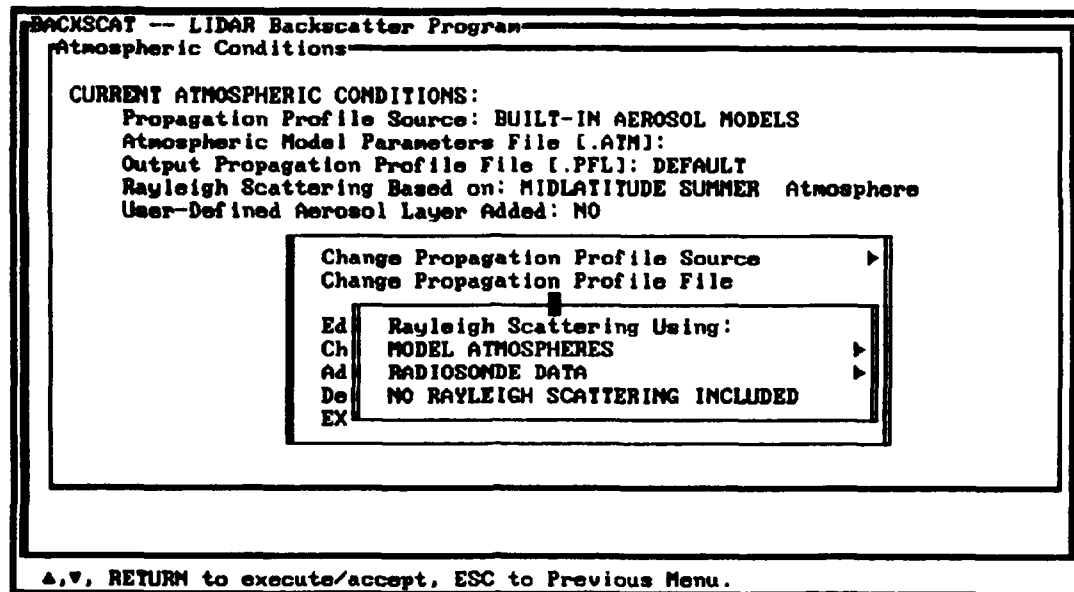 BACKSCAT -- LIDAR Backscatter Program
Atmospheric Conditions
CURRENT ATMOSPHERIC CONDITIONS:
Propagation Profile Source: BUILT-IN AEROSOL MODELS
Atmospheric Model Parameters File [.ATM]:
Output Propagation Profile File [.PFL]: DEFAULT
Rayleigh Scattering Based on: MIDLATITUDE SUMMER Atmosphere
User-Defined Aerosol Layer Added: NO
Change Propagation Profile Source ►
Change Propagation Profile File
Ed Rayleigh Scattering Using:
Ch MODEL ATMOSPHERES ►
Ad RADIOSONDE DATA ►
De NO RAYLEIGH SCATTERING INCLUDED
EX
▲,▼, RETURN to execute/accept, ESC to Previous Menu.